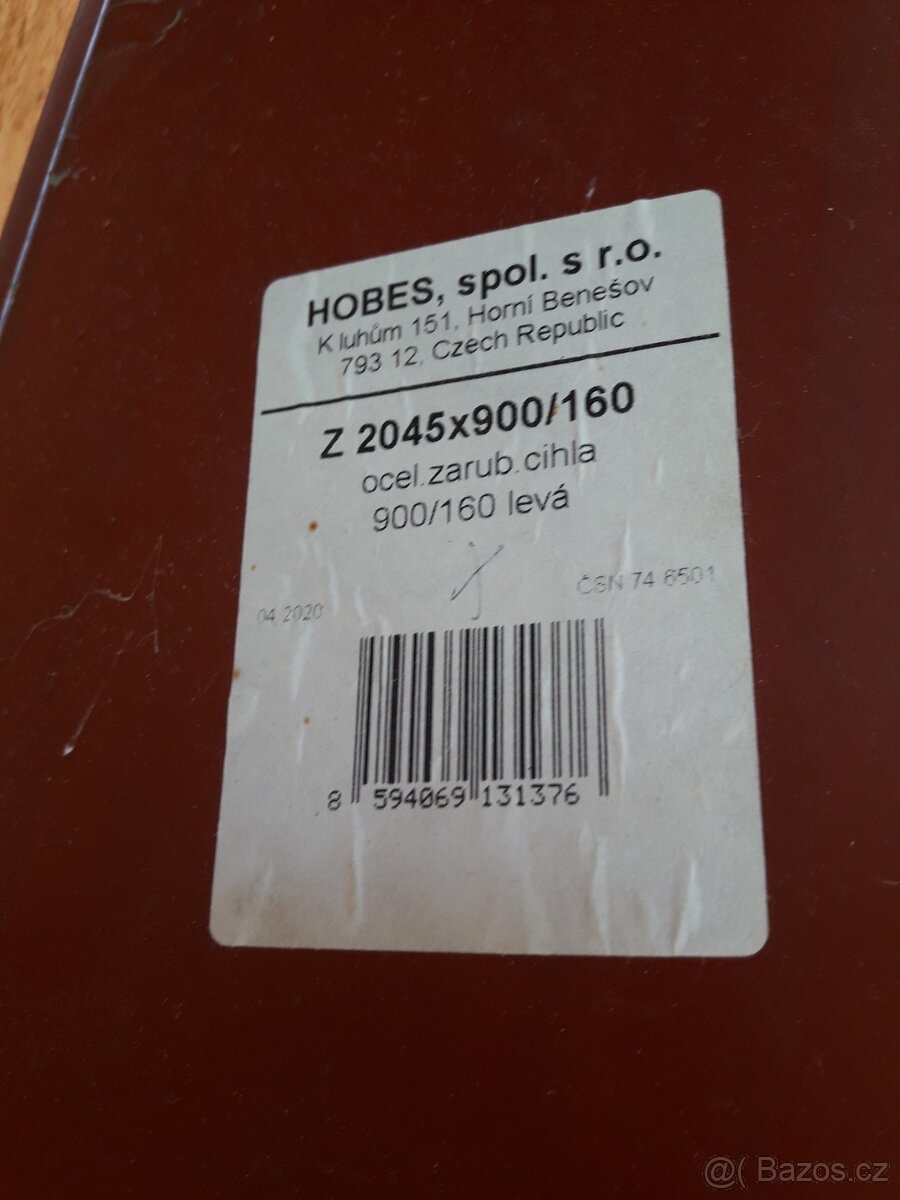 HOBES, spol. s r.o.
K luhům 151, Horní Benešov
793 12, Czech Republic
Z 2045x900/160
ocel.zarub.cihla
900/160 levá
04 2020
ČSN 74 6501
8 594069 131376
@( Bazos.cz